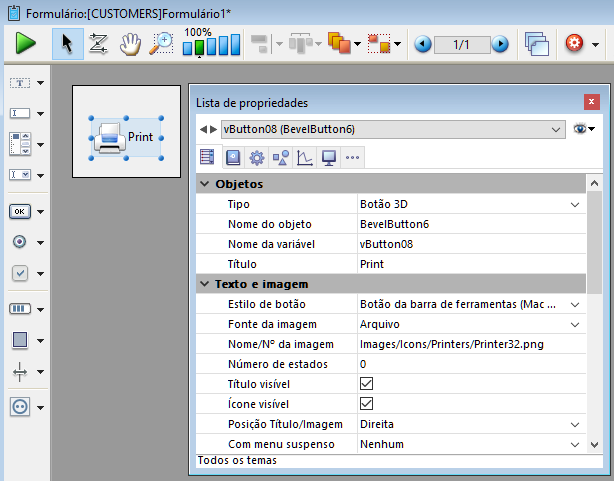 Formulário:[CUSTOMERS]Formulário1*
100%
1/1
T
I
I
I
OK
Print
Lista de propriedades
vButton08 (BevelButton6)
Objetos
Tipo Botão 3D
Nome do objeto BevelButton6
Nome da variável vButton08
Título Print
Texto e imagem
Estilo de botão Botão da barra de ferramentas (Mac ...
Fonte da imagem Arquivo
Nome/Nº da imagem Images/Icons/Printers/Printer32.png
Número de estados 0
Título visível
Ícone visível
Posição Título/Imagem Direita
Com menu suspenso Nenhum
Todos os temas